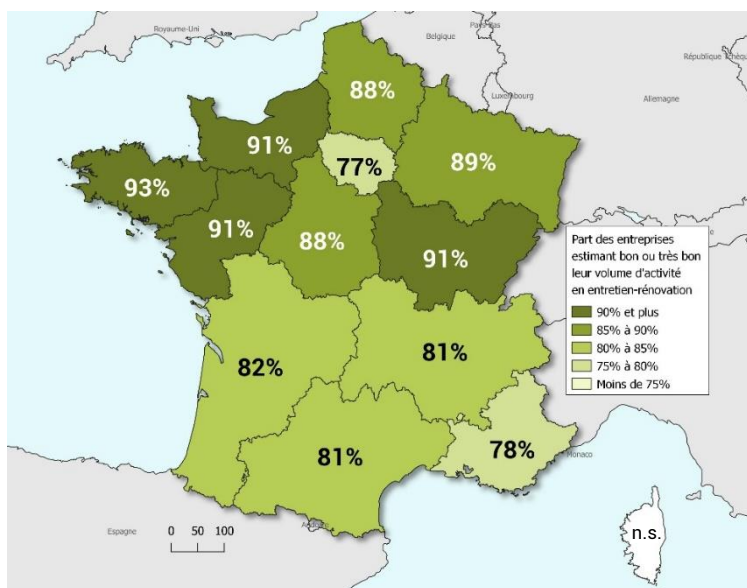 Royaume-Uni
Belgique
Pays-Bas
Luxembourg
République Tchèque
Allemagne
88%
91%
77%
89%
93%
91%
88%
91%
82%
81%
81%
78%
Part des entreprises
estimant bon ou très bon
leur volume d'activité
en entretien-rénovation
90% et plus
85% à 90%
80% à 85%
75% à 80%
Moins de 75%
Monaco
n.s.
Espagne
0 50 100